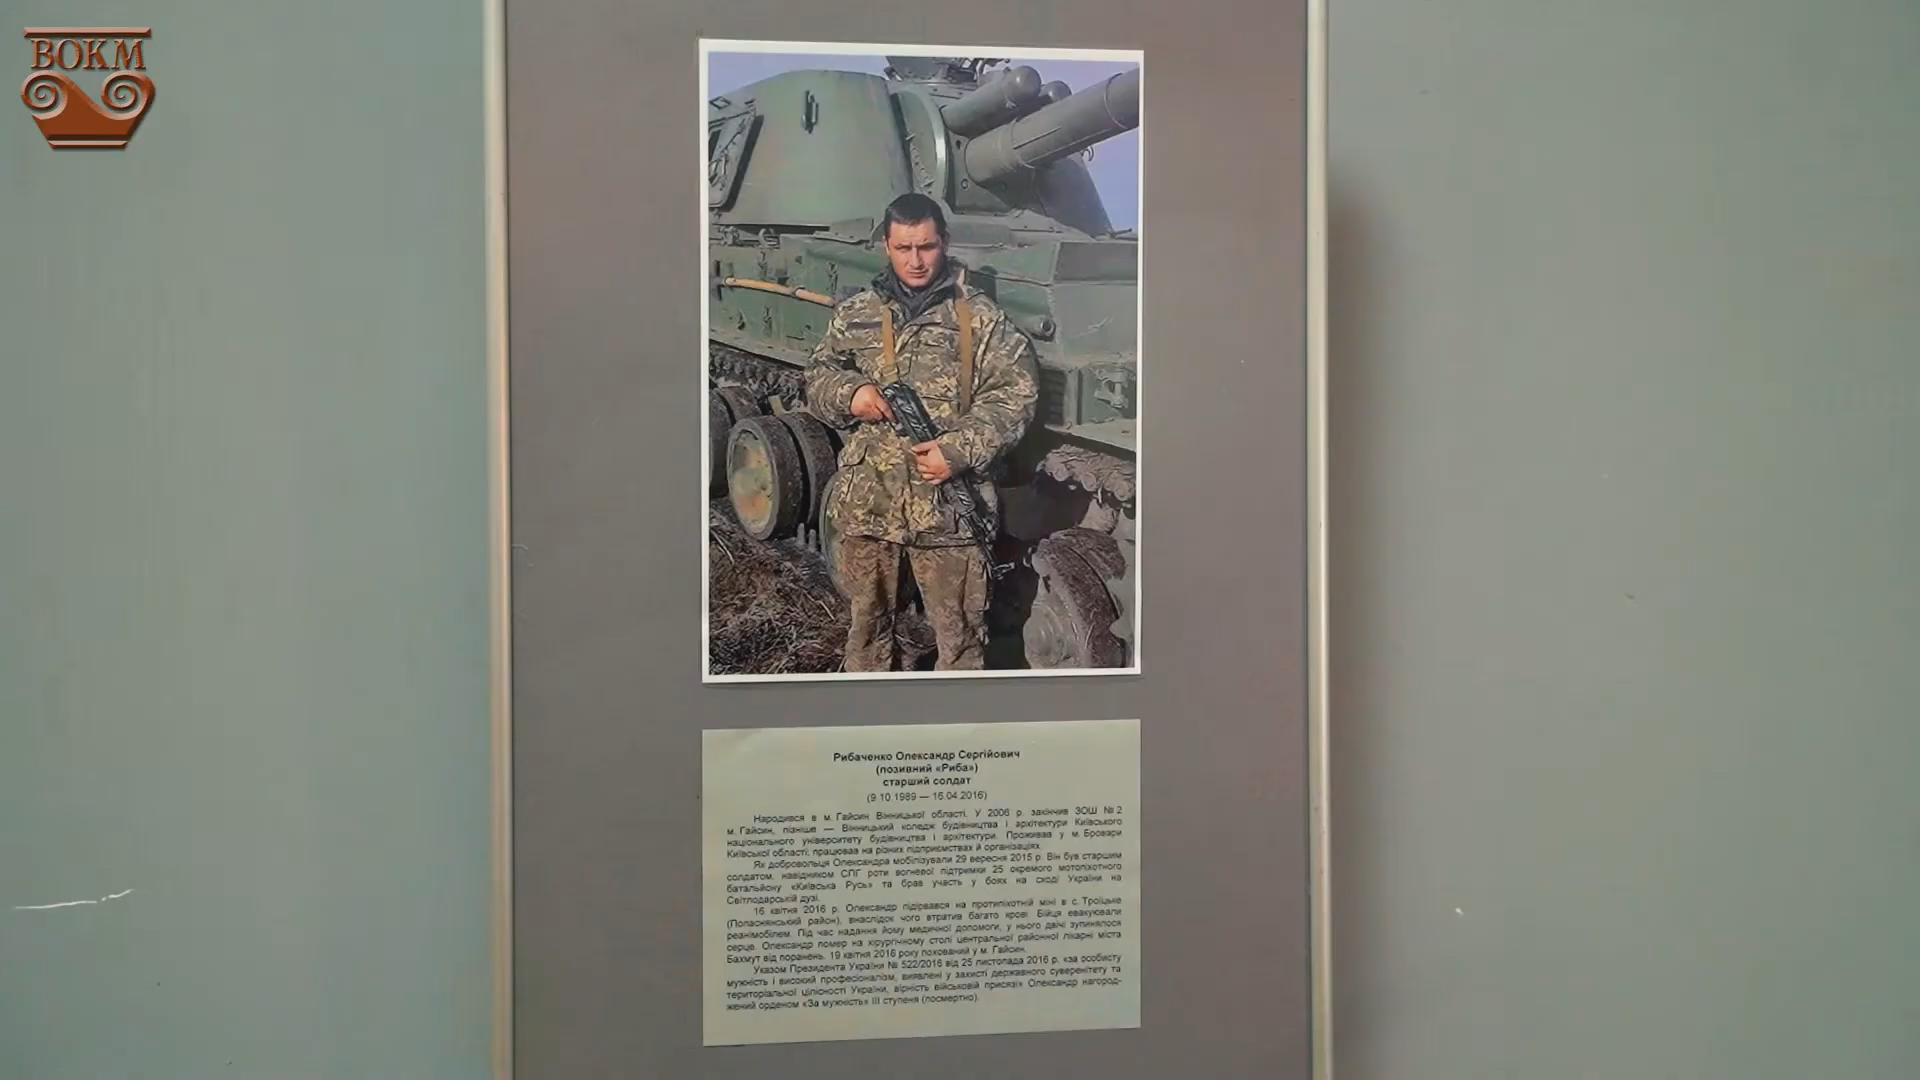 ВОКМ
Рибаченко Олександр Сергійович
(позивний «Риба»)
старший солдат
(9.10.1989 — 16.04.2016)
Народився в м. Гайсин Вінницької області. У 2006 р. закінчив ЗОШ № 2
м. Гайсин, пізніше — Вінницький коледж будівництва і архітектури Київського
національного університету будівництва і архітектури. Проживав у м. Бровари
Київської області, працював на різних підприємствах й організаціях.
Як добровольця Олександра мобілізували 29 вересня 2015 р. Він був старшим
солдатом, навідником СПГ роти вогневої підтримки 25 окремого мотопіхотного
батальйону «Київська Русь» та брав участь у боях на сході України на
Світлодарській дузі.
16 квітня 2016 р. Олександр підірвався на протипіхотній міні в с. Троїцьке
(Попаснянський район), внаслідок чого втратив багато крові. Бійця евакуювали
реанімобілем. Під час надання йому медичної допомоги, у нього двічі зупинялося
серце. Олександр помер на хірургічному столі центральної районної лікарні міста
Бахмут від поранень. 19 квітня 2016 року похований у м. Гайсин.
Указом Президента України № 522/2016 від 25 листопада 2016 р. «за особисту
мужність і високий професіоналізм, виявлені у захисті державного суверенітету та
територіальної цілісності України, вірність військовій присязі» Олександр нагород-
жений орденом «За мужність» III ступеня (посмертно).